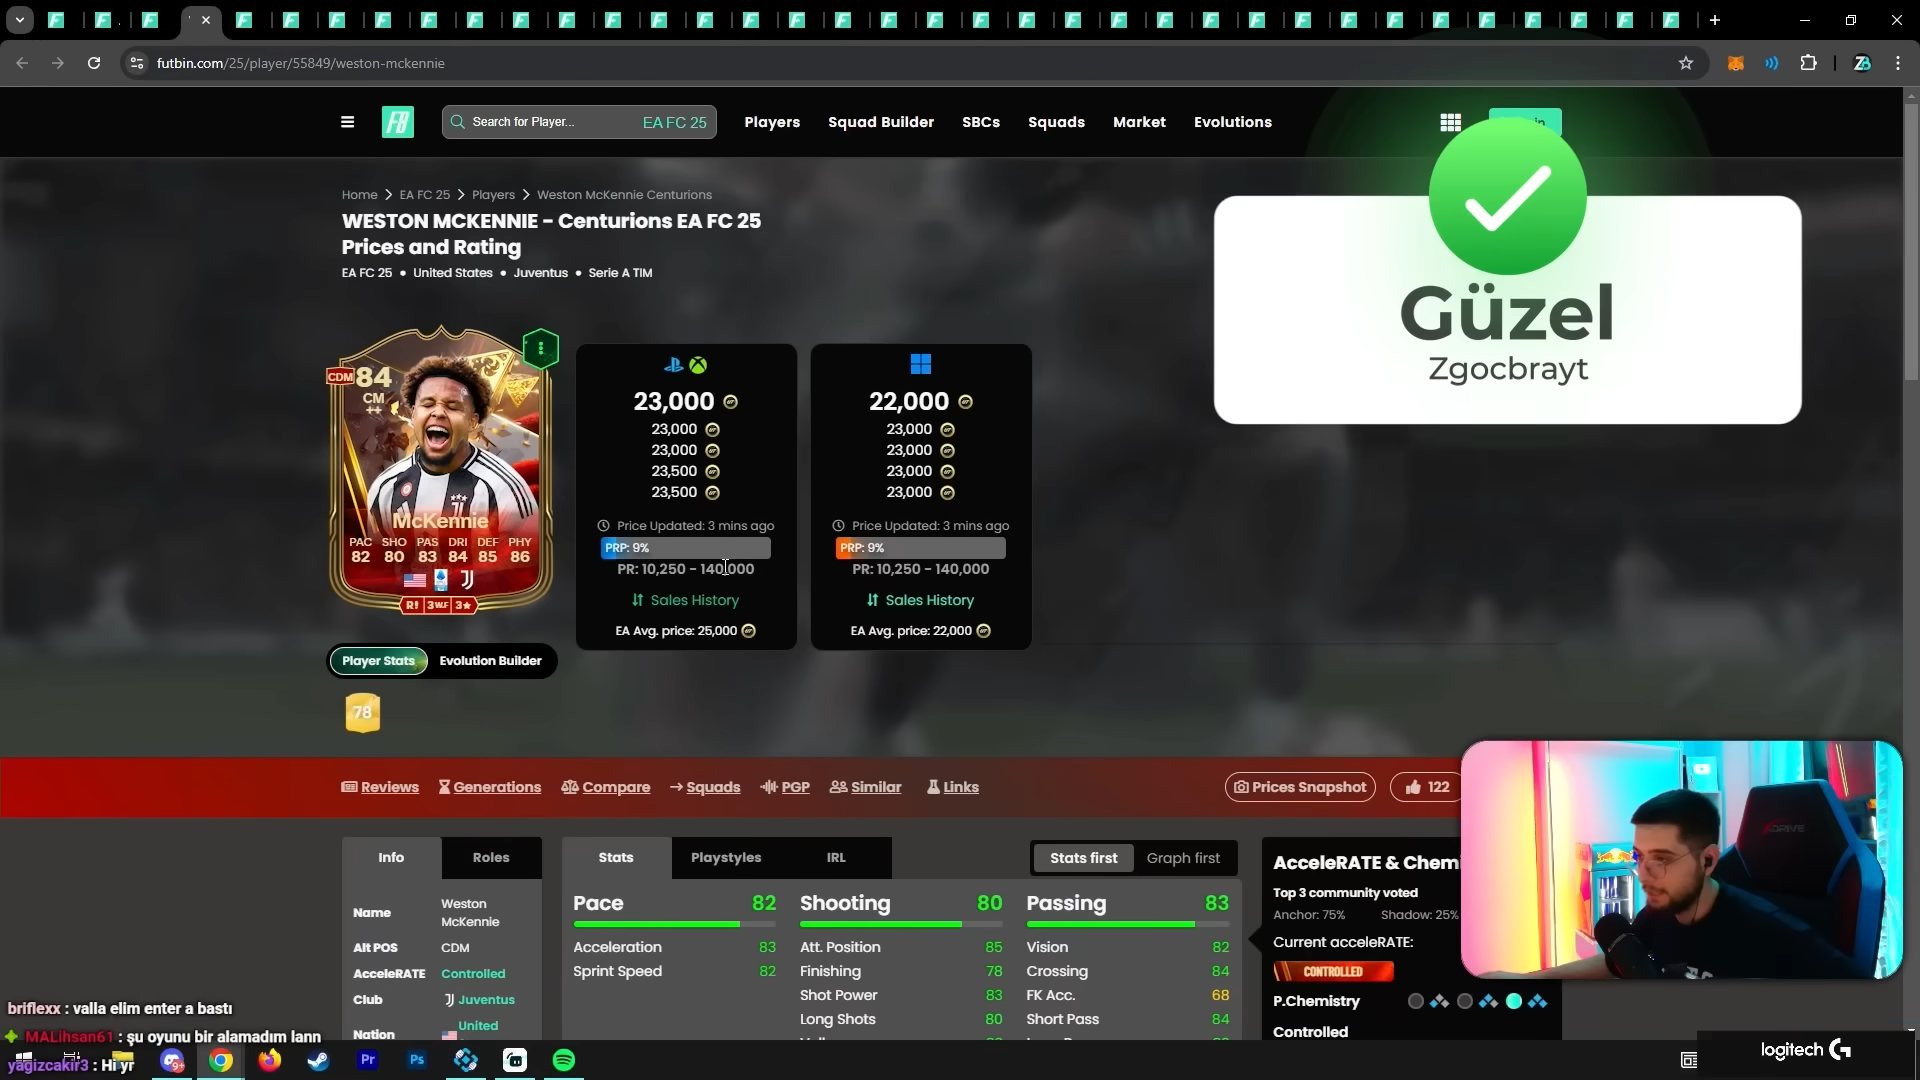 futbin.com/25/player/55849/weston-mckennie
Search for Player...
EA FC 25
Players
Squad Builder
SBCs
Squads
Market
Evolutions
Home > EA FC 25 > Players > Weston McKennie Centurions
WESTON MCKENNIE - Centurions EA FC 25
Prices and Rating
EA FC 25 • United States • Juventus • Serie A TIM
Güzel
Zgocbrayt
CDM
84
CM
++
McKennie
PAC SHO PAS DRI DEF PHY
82 80 83 84 85 86
R! 3WF 3★
23,000
23,000
23,000
23,500
23,500
Price Updated: 3 mins ago
PRP: 9%
PR: 10,250 - 140,000
Sales History
EA Avg. price: 25,000
22,000
23,000
23,000
23,000
23,000
Price Updated: 3 mins ago
PRP: 9%
PR: 10,250 - 140,000
Sales History
EA Avg. price: 22,000
Player Stats
Evolution Builder
78
Reviews
Generations
Compare
Squads
PGP
Similar
Links
Prices Snapshot
122
Info
Roles
Name
Weston
McKennie
Alt POS
CDM
AcceleRATE
Controlled
Club
Juventus
Nation
United
Stats
Playstyles
IRL
Stats first
Graph first
Pace 82
Acceleration 83
Sprint Speed 82
Shooting 80
Att. Position 85
Finishing 78
Shot Power 83
Long Shots 80
Passing 83
Vision 82
Crossing 84
FK Acc. 68
Short Pass 84
AcceleRATE & Chemi
Top 3 community voted
Anchor: 75%
Shadow: 25%
Current acceleRATE:
CONTROLLED
P.Chemistry
Controlled
briflexx : valla elim enter a bastı
MALihsan61 : şu oyunu bir alamadım lann
yagizcakir3 : Hi yr
9+
Pr
Ps
logitech G